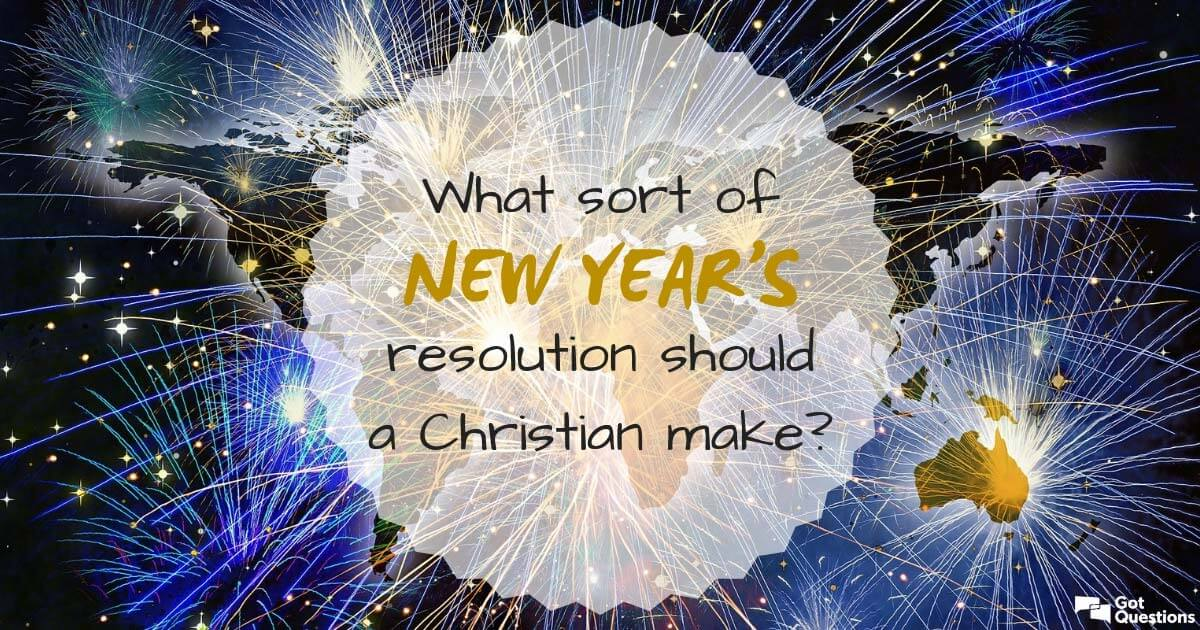 What sort of
NEW YEAR'S
resolution should
a Christian make?
Got
Questions